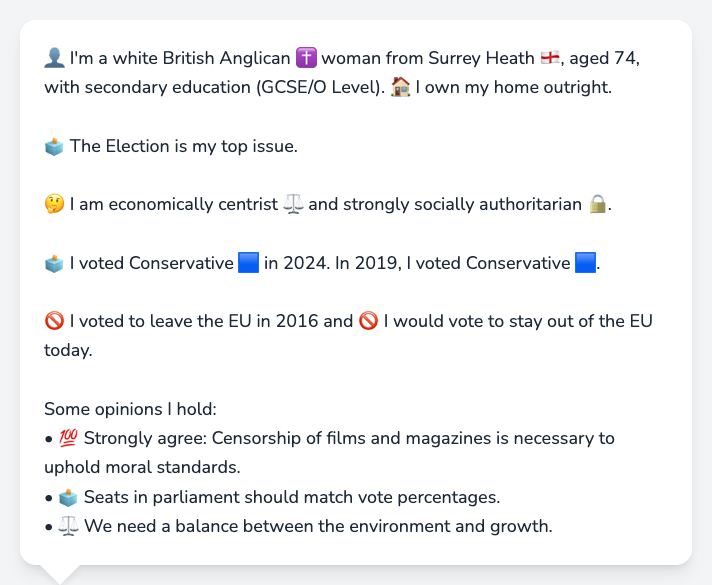 👤 I'm a white British Anglican ✝️ woman from Surrey Heath 🏴󠁧󠁢󠁥󠁮󠁧󠁿, aged 74,
with secondary education (GCSE/O Level). 🏠 I own my home outright.
🗳️ The Election is my top issue.
🤔 I am economically centrist ⚖️ and strongly socially authoritarian 🔒.
🗳️ I voted Conservative 🟦 in 2024. In 2019, I voted Conservative 🟦.
🚫 I voted to leave the EU in 2016 and 🚫 I would vote to stay out of the EU
today.
Some opinions I hold:
• 💯 Strongly agree: Censorship of films and magazines is necessary to
uphold moral standards.
• 🗳️ Seats in parliament should match vote percentages.
• ⚖️ We need a balance between the environment and growth.